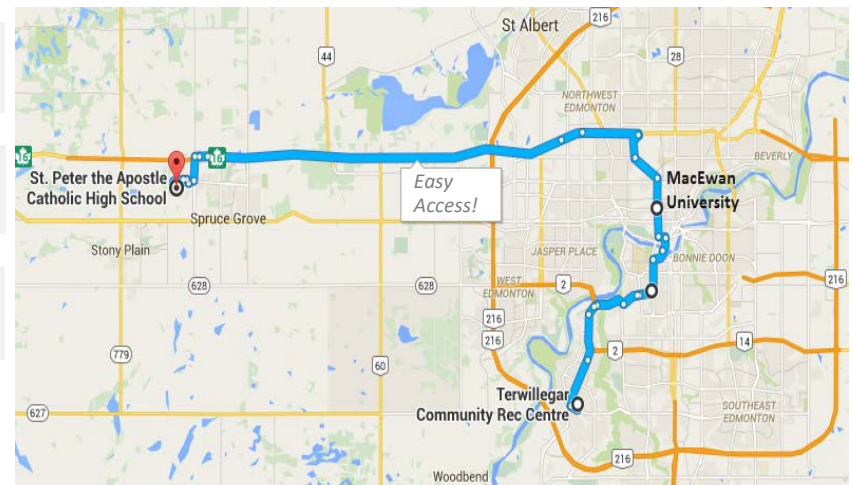 St Albert
216
44
28
NORTHWEST
EDMONTON
16
16
BEVERLY
St. Peter the Apostle
Catholic High School
Easy
Access!
MacEwan
University
Spruce Grove
Stony Plain
JASPER PLACE
BONNIE DOON
628
628
WEST
EDMONTON
2
216
216
216
779
60
2
14
Terwillegar
Community Rec Centre
627
SOUTHEAST
EDMONTON
216
Woodbend